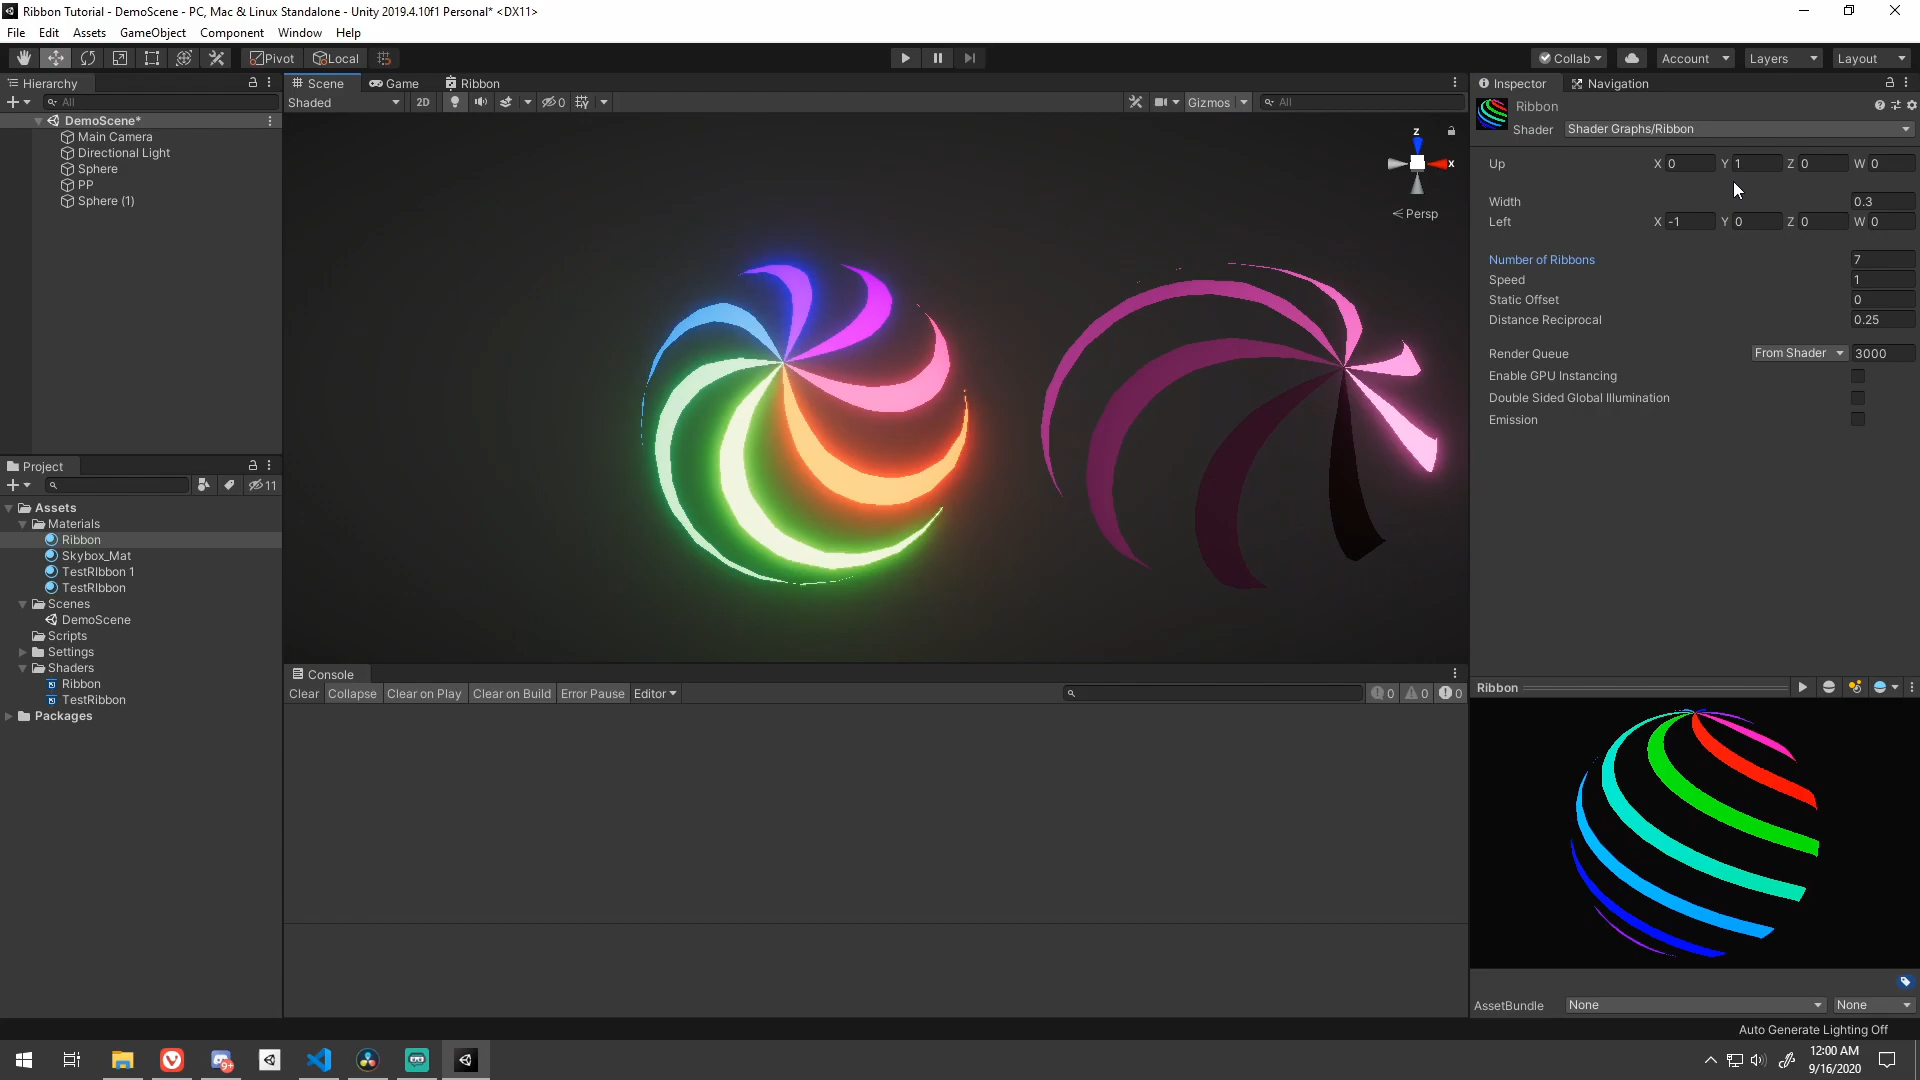 Ribbon Tutorial - DemoScene - PC, Mac & Linux Standalone - Unity 2019.4.10f1 Personal* <DX11>
File Edit Assets GameObject Component Window Help
Pivot Local Collab Account Layers Layout
Hierarchy Scene Game Ribbon Inspector Navigation
All Shaded 2D 0 Gizmos All
Ribbon
Shader Shader Graphs/Ribbon
DemoScene*
Main Camera
Directional Light
Sphere
PP
Sphere (1)
z
x
Persp
Up X 0 Y 1 Z 0 W 0
Width 0.3
Left X -1 Y 0 Z 0 W 0
Number of Ribbons 7
Speed 1
Static Offset 0
Distance Reciprocal 0.25
Render Queue From Shader 3000
Enable GPU Instancing
Double Sided Global Illumination
Emission
Project
11
Assets
Materials
Ribbon
Skybox_Mat
TestRIbbon 1
TestRIbbon
Scenes
DemoScene
Scripts
Settings
Shaders
Ribbon
TestRibbon
Packages
Console
Clear Collapse Clear on Play Clear on Build Error Pause Editor 0 0 0
Ribbon
AssetBundle None None
Auto Generate Lighting Off
9+
12:00 AM
9/16/2020